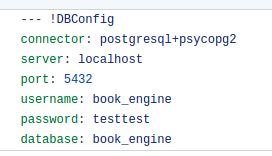 --- !DBConfig
connector: postgresql+psycopg2
server: localhost
port: 5432
username: book_engine
password: testtest
database: book_engine